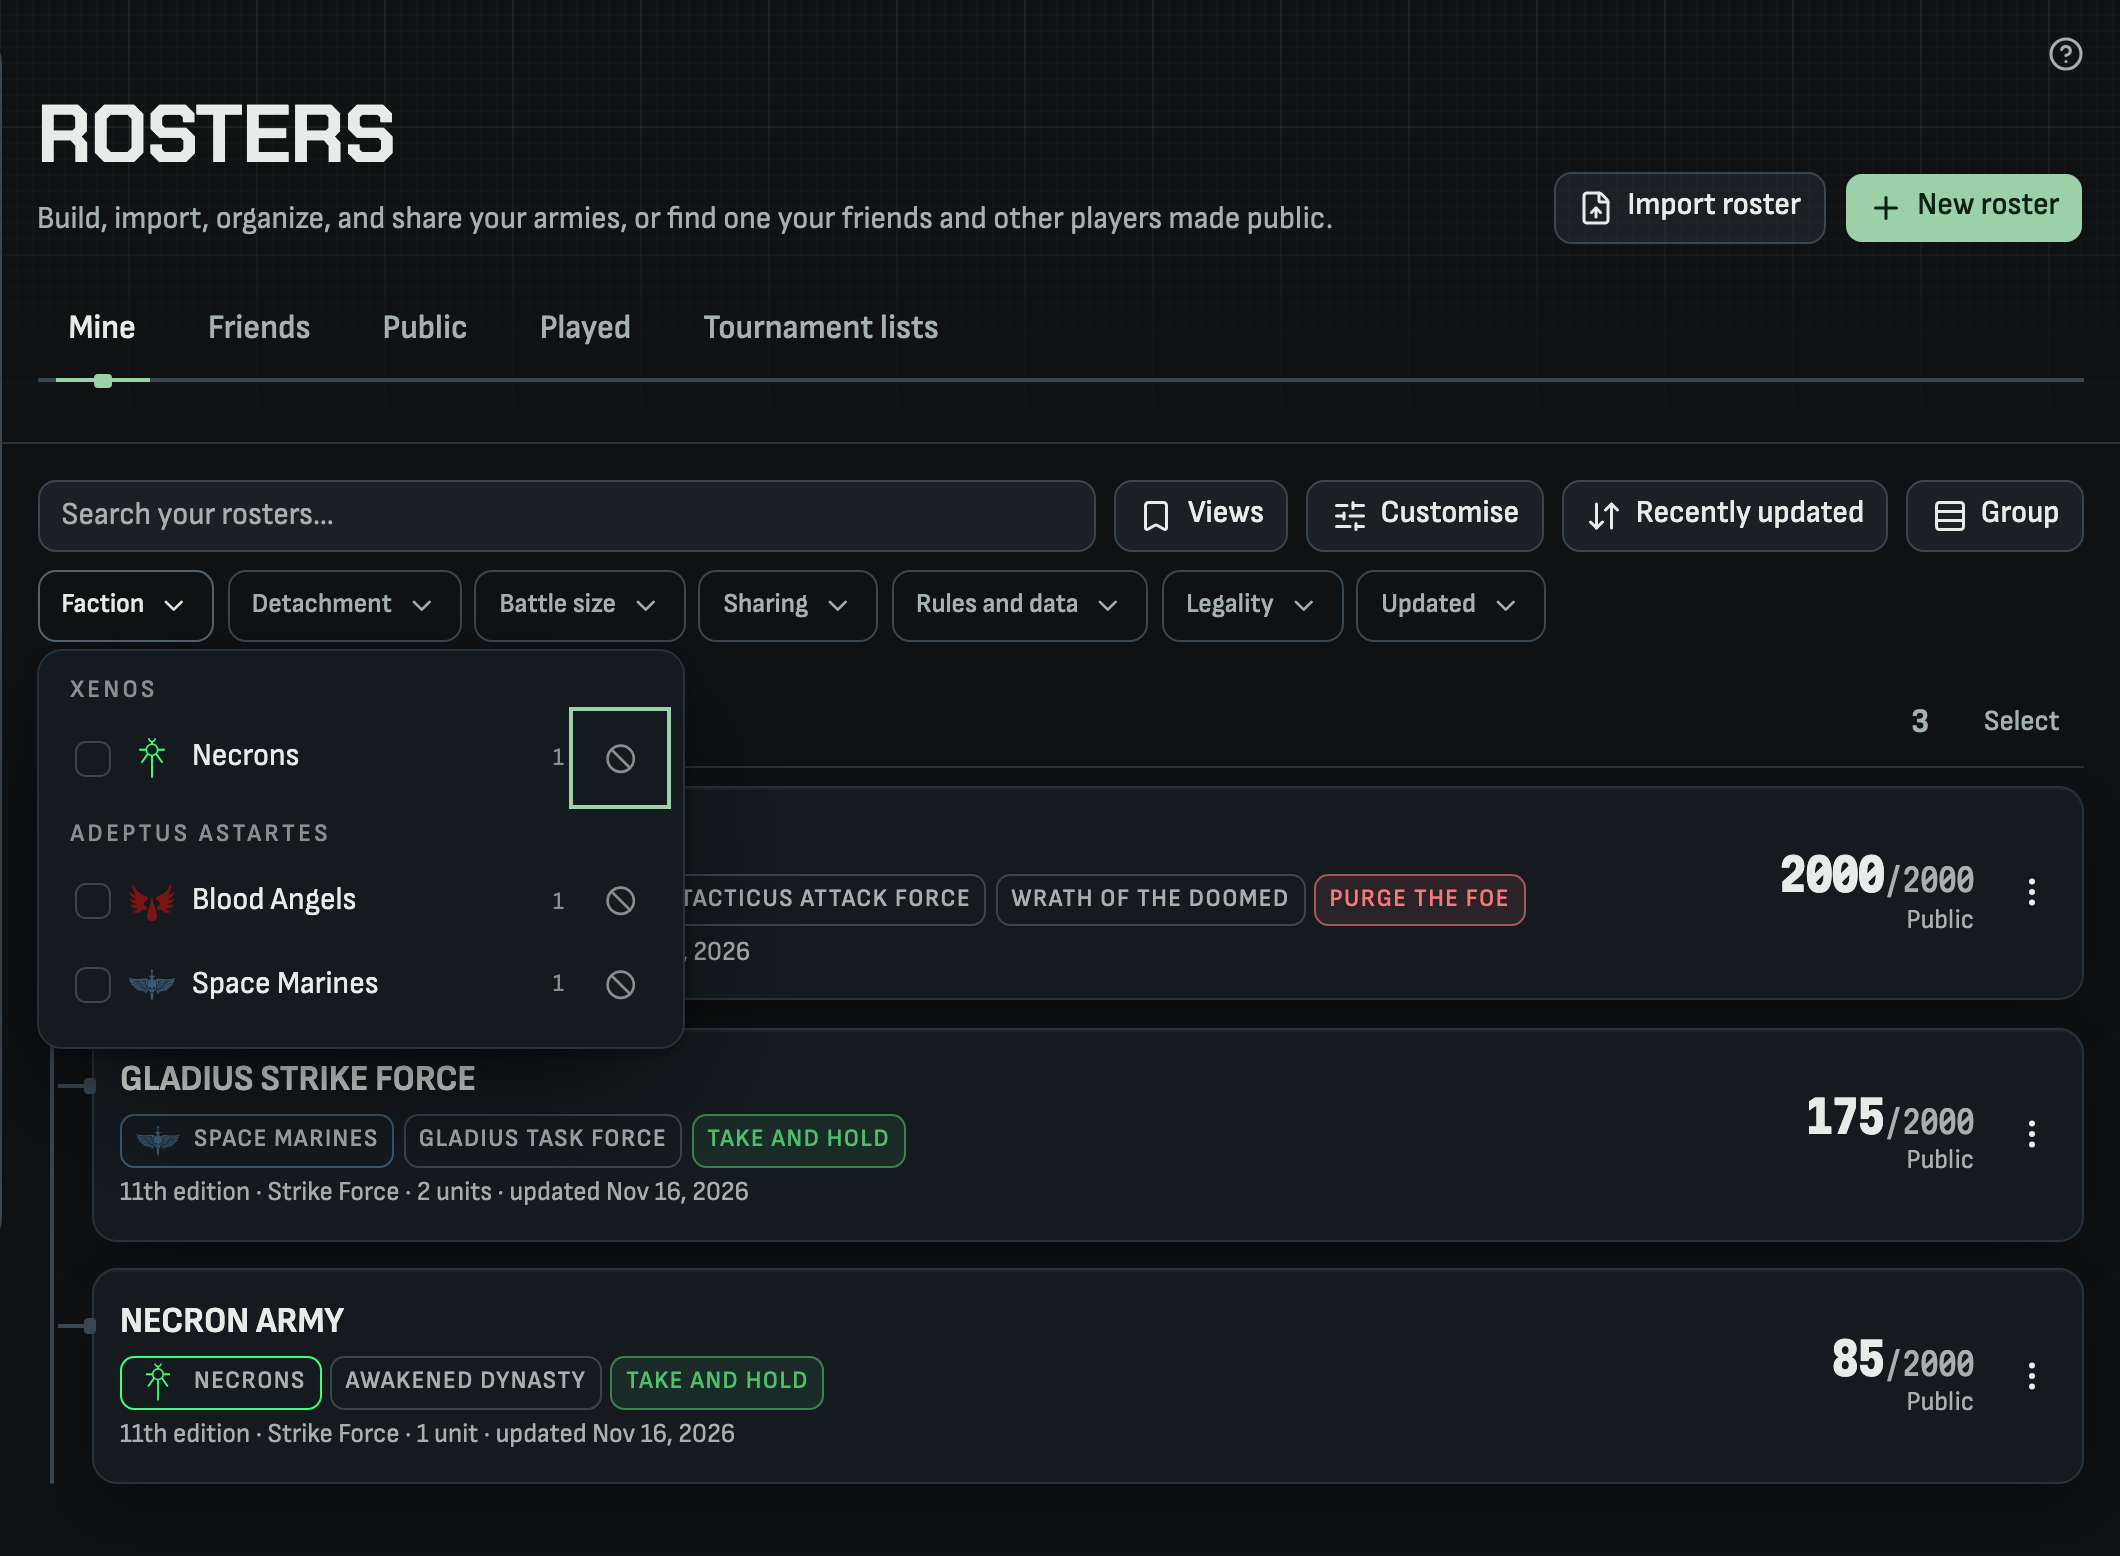 ROSTERS
Build, import, organize, and share your armies, or find one your friends and other players made public.
Import roster
New roster
Mine
Friends
Public
Played
Tournament lists
Search your rosters...
Views
Customise
Recently updated
Group
Faction
Detachment
Battle size
Sharing
Rules and data
Legality
Updated
XENOS
Necrons 1
ADEPTUS ASTARTES
Blood Angels 1
Space Marines 1
3 Select
TACTICUS ATTACK FORCE
WRATH OF THE DOOMED
PURGE THE FOE
, 2026
2000/2000
Public
GLADIUS STRIKE FORCE
SPACE MARINES
GLADIUS TASK FORCE
TAKE AND HOLD
11th edition · Strike Force · 2 units · updated Nov 16, 2026
175/2000
Public
NECRON ARMY
NECRONS
AWAKENED DYNASTY
TAKE AND HOLD
11th edition · Strike Force · 1 unit · updated Nov 16, 2026
85/2000
Public